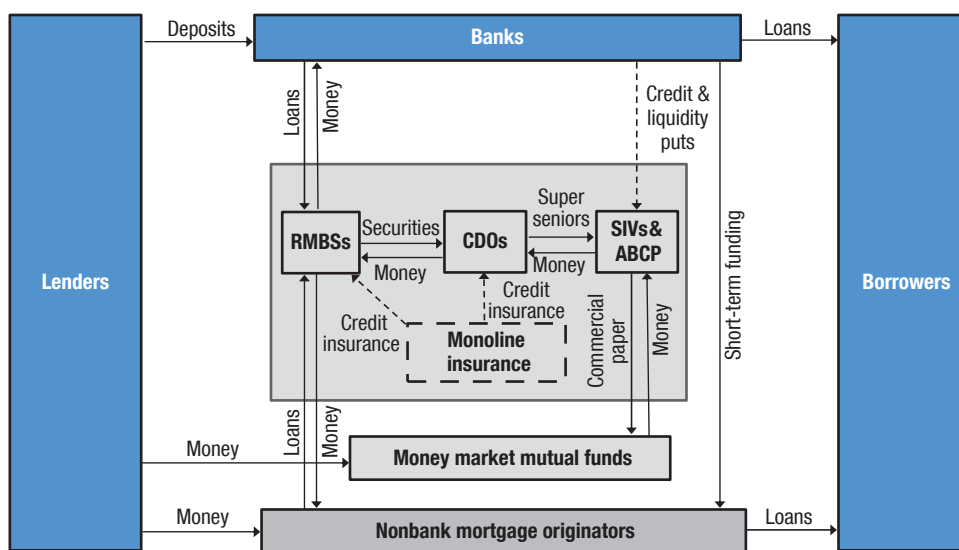 Deposits
Banks
Loans
Loans
Money
Credit &
liquidity
puts
Short-term funding
Lenders
Borrowers
RMBSs
Securities
Money
CDOs
Super
seniors
Money
SIVs &
ABCP
Credit
insurance
Credit
insurance
Monoline
insurance
Commercial
paper
Money
Loans
Money
Money
Money market mutual funds
Money
Nonbank mortgage originators
Loans